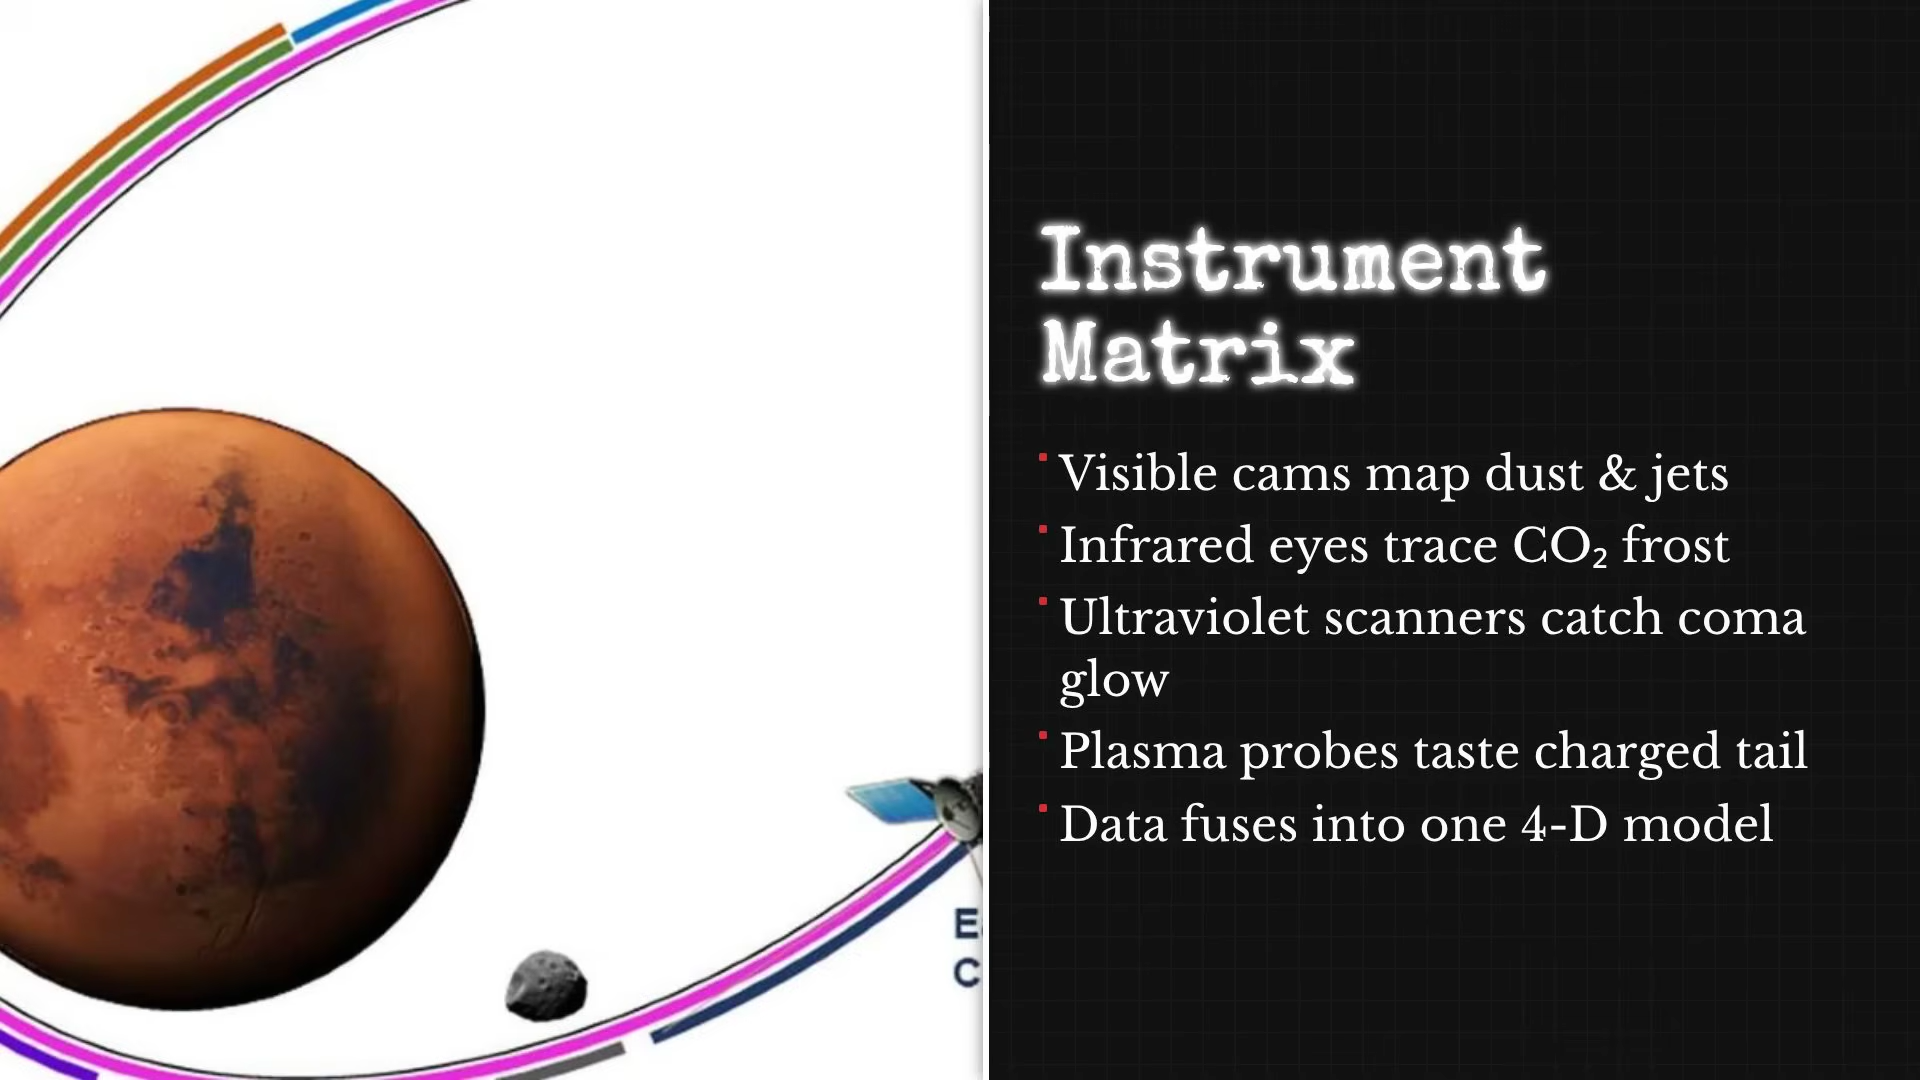 Instrument
Matrix
Visible cams map dust & jets
Infrared eyes trace CO₂ frost
Ultraviolet scanners catch coma
glow
Plasma probes taste charged tail
Data fuses into one 4-D model